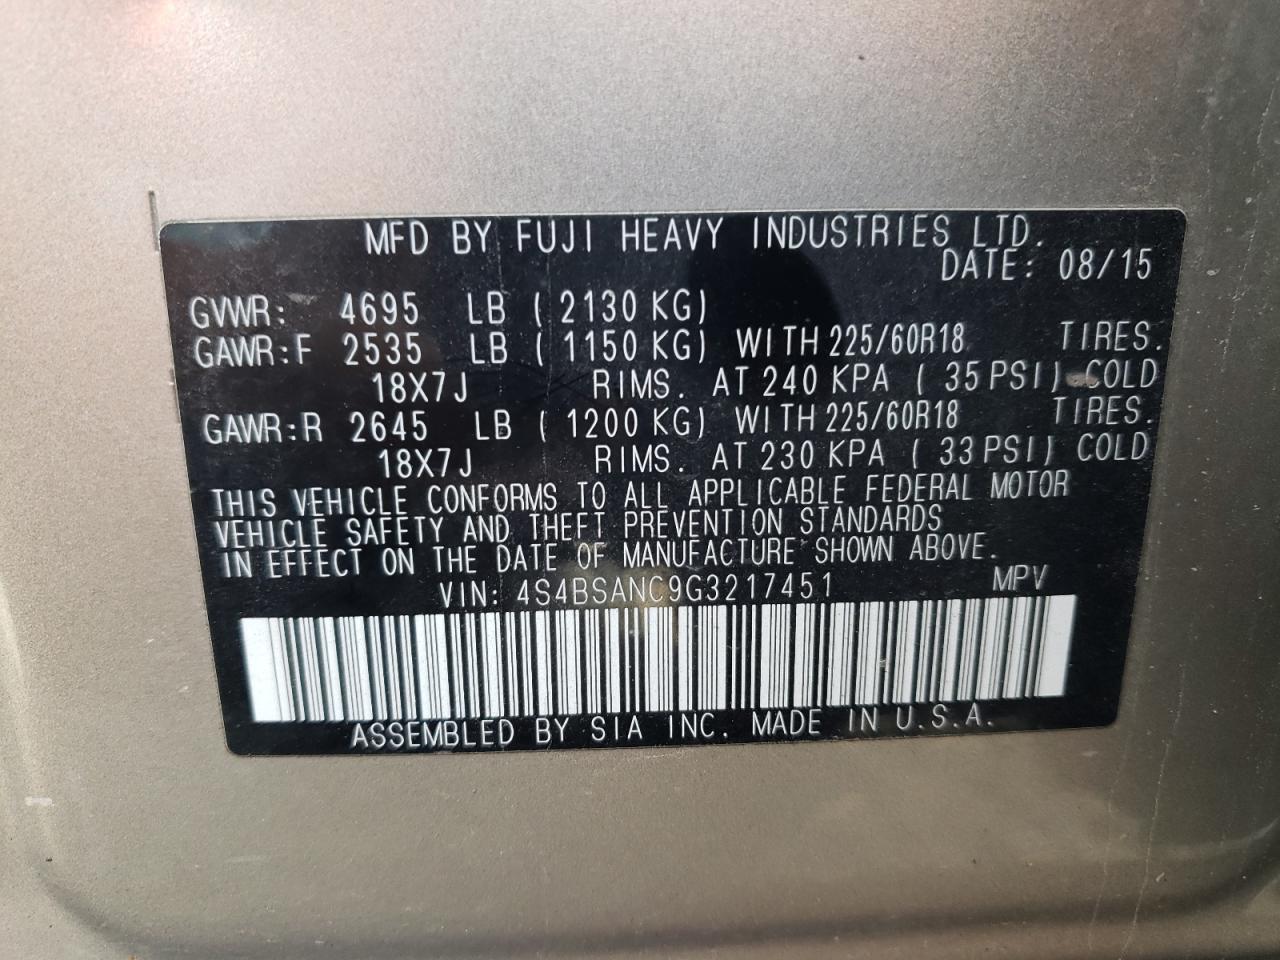 MFD BY FUJI HEAVY INDUSTRIES LTD.
DATE: 08/15
GVWR: 4695 LB ( 2130 KG)
GAWR:F 2535 LB ( 1150 KG) WITH 225/60R18 TIRES.
18X7J RIMS. AT 240 KPA ( 35 PSI) COLD
GAWR:R 2645 LB ( 1200 KG) WITH 225/60R18 TIRES.
18X7J RIMS. AT 230 KPA ( 33 PSI) COLD
THIS VEHICLE CONFORMS TO ALL APPLICABLE FEDERAL MOTOR
VEHICLE SAFETY AND THEFT PREVENTION STANDARDS
IN EFFECT ON THE DATE OF MANUFACTURE SHOWN ABOVE.
VIN: 4S4BSANC9G3217451 MPV
ASSEMBLED BY SIA INC. MADE IN U.S.A.